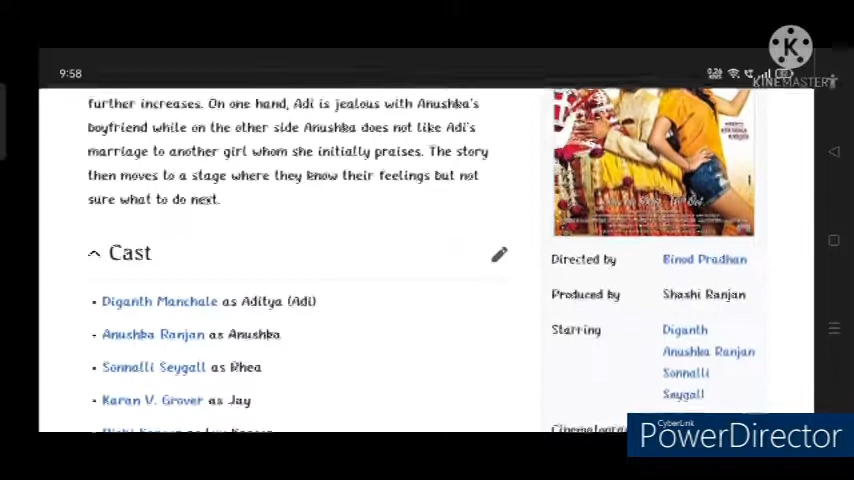 9:58
KINEMASTER
further increases. On one hand, Adi is jealous with Anushka's
boyfriend while on the other side Anushka does not like Adi's
marriage to another girl whom she initially praises. The story
then moves to a stage where they know their feelings but not
sure what to do next.
Cast
Diganth Manchale as Aditya (Adi)
Anushka Ranjan as Anushka
Sonnalli Seygall as Rhea
Karan V. Grover as Jay
Directed by Binod Pradhan
Produced by Shashi Ranjan
Starring Diganth
Anushka Ranjan
Sonnalli
Seygall
CyberLink
PowerDirector